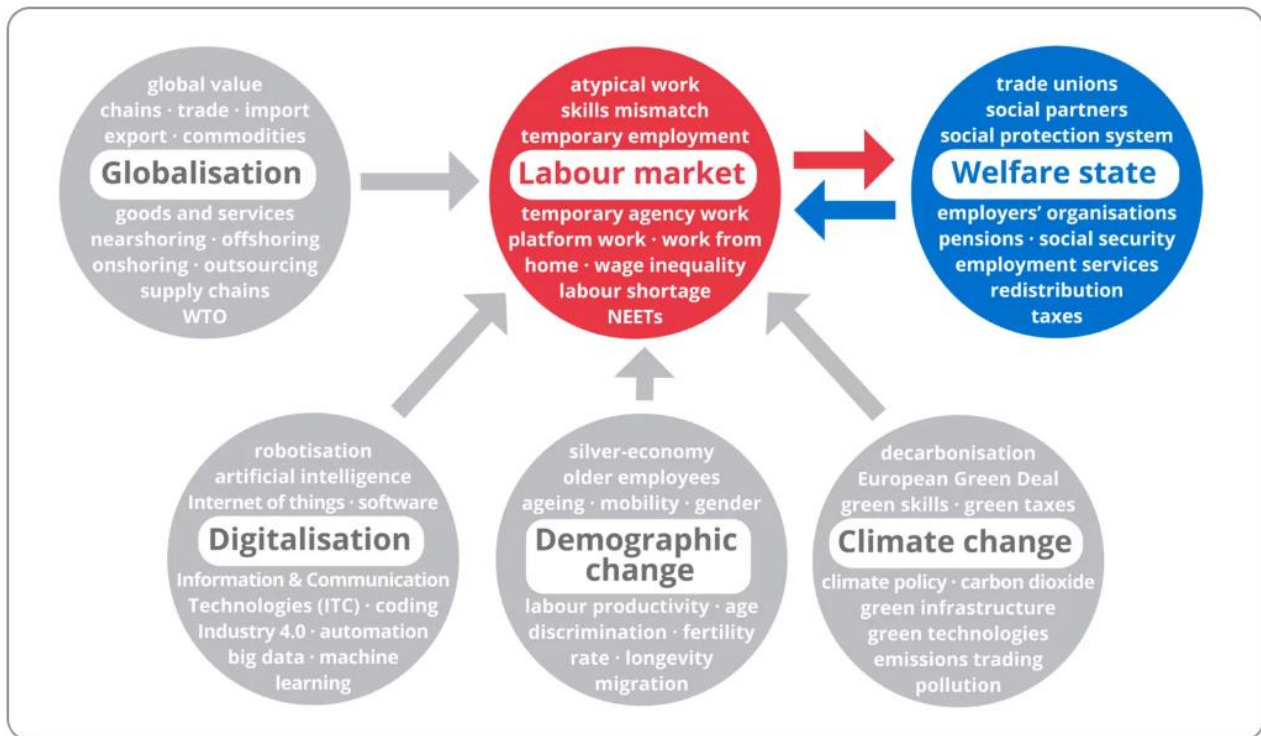 global value
chains · trade · import
export · commodities
Globalisation
goods and services
nearshoring · offshoring
onshoring · outsourcing
supply chains
WTO
atypical work
skills mismatch
temporary employment
Labour market
temporary agency work
platform work · work from
home · wage inequality
labour shortage
NEETs
trade unions
social partners
social protection system
Welfare state
employers’ organisations
pensions · social security
employment services
redistribution
taxes
robotisation
artificial intelligence
Internet of things · software
Digitalisation
Information & Communication
Technologies (ITC) · coding
Industry 4.0 · automation
big data · machine
learning
silver-economy
older employees
ageing · mobility · gender
Demographic
change
labour productivity · age
discrimination · fertility
rate · longevity
migration
decarbonisation
European Green Deal
green skills · green taxes
Climate change
climate policy · carbon dioxide
green infrastructure
green technologies
emissions trading
pollution